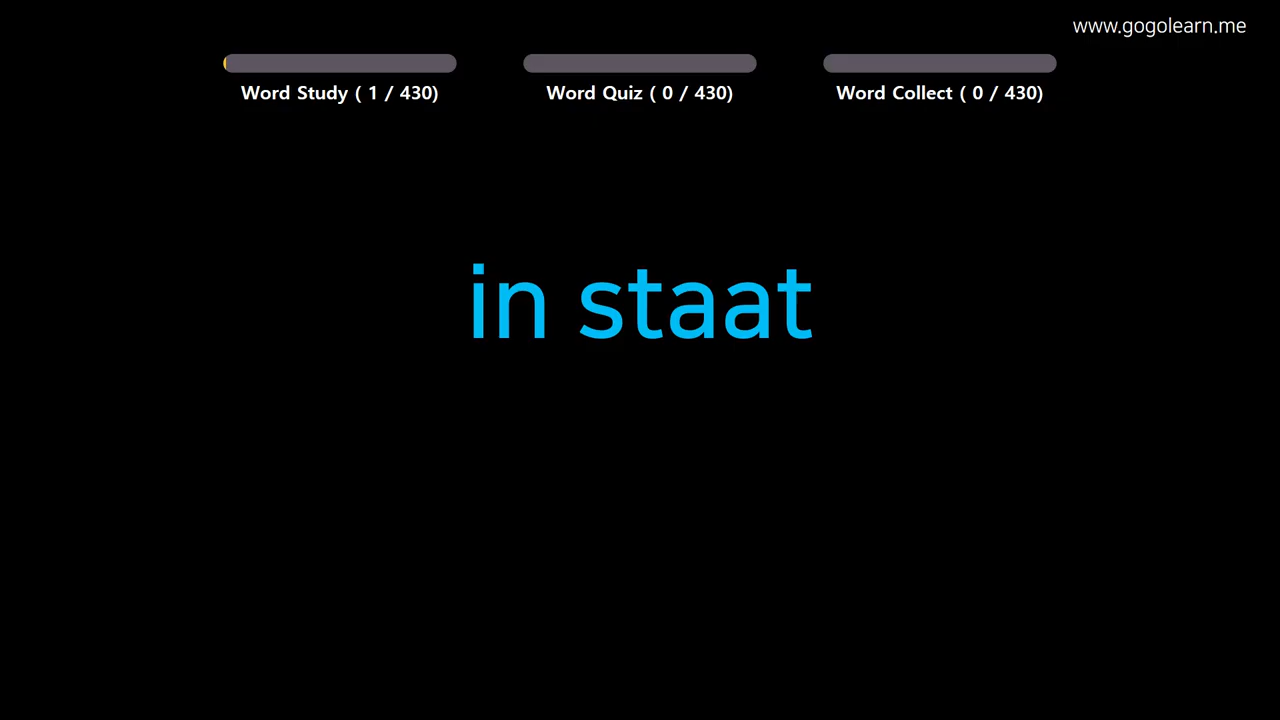 www.gogolearn.me
Word Study ( 1 / 430)
Word Quiz ( 0 / 430)
Word Collect ( 0 / 430)
in staat